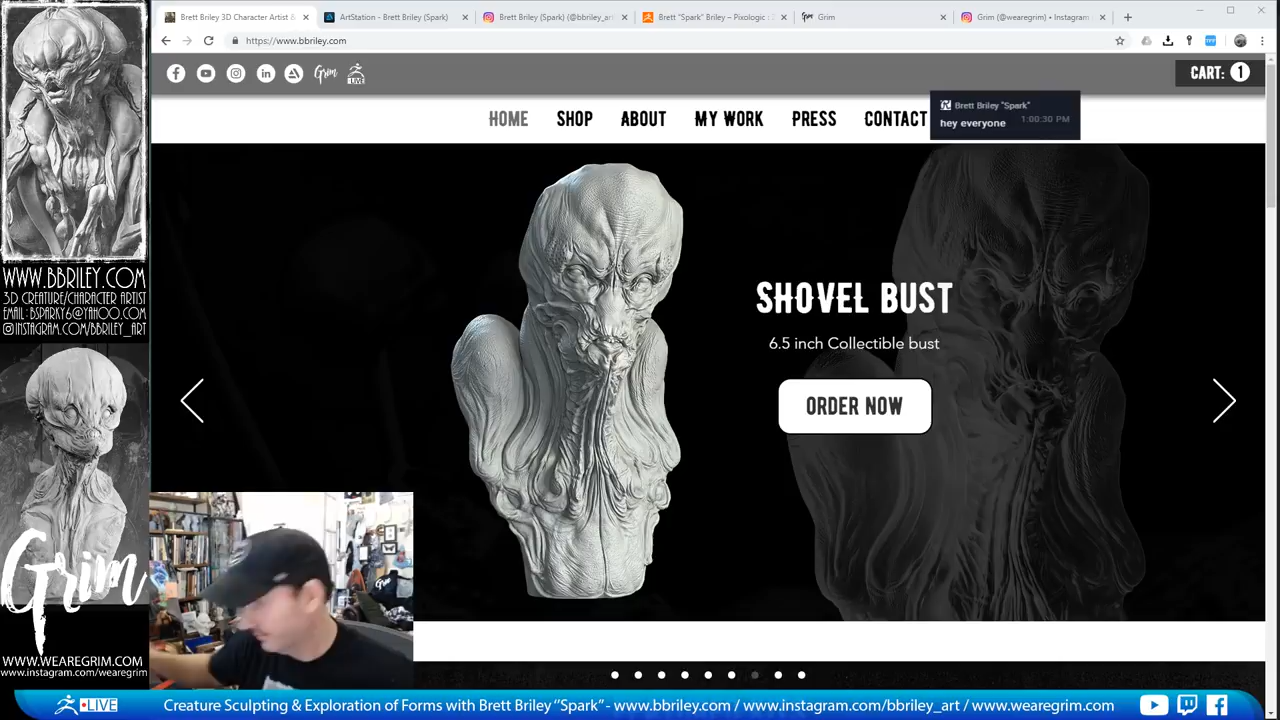 Brett Briley 3D Character Artist &
ArtStation - Brett Briley (Spark)
Brett Briley (Spark) (@bbriley_ar
Brett "Spark" Briley – Pixologic
Grim
Grim (@wearegrim) • Instagram
https://www.bbriley.com
Grim
LIVE
CART: 1
HOME
SHOP
ABOUT
MY WORK
PRESS
CONTACT
Brett Briley "Spark"
hey everyone 1:00:30 PM
SHOVEL BUST
6.5 inch Collectible bust
ORDER NOW
WWW.BBRILEY.COM
3D CREATURE/CHARACTER ARTIST
EMAIL: BSPARKY6@YAHOO.COM
INSTAGRAM.COM/BBRILEY_ART
Grim
WWW.WEAREGRIM.COM
www.instagram.com/wearegrim
Grim
LIVE
Creature Sculpting & Exploration of Forms with Brett Briley "Spark" - www.bbriley.com / www.instagram.com/bbriley_art / www.wearegrim.com